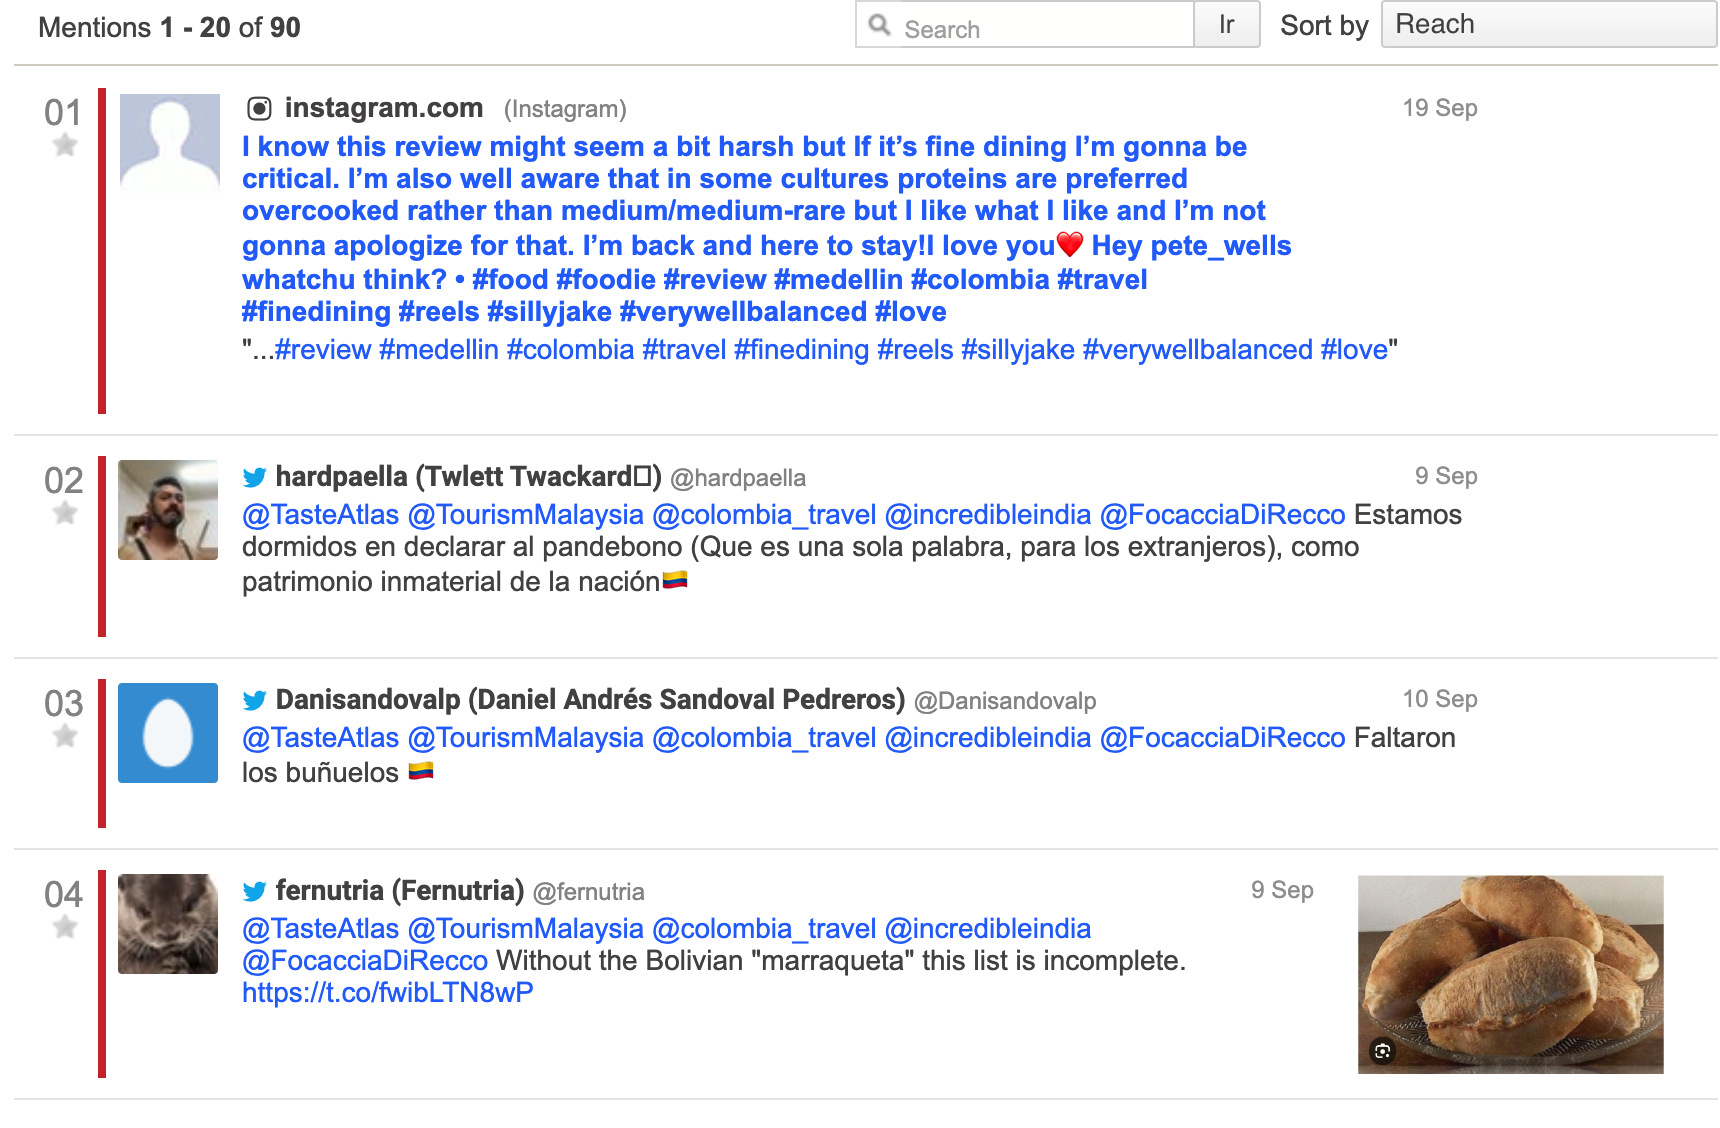 Mentions 1 - 20 of 90
Search
Ir
Sort by
Reach
01
instagram.com (Instagram)
19 Sep
I know this review might seem a bit harsh but If it’s fine dining I’m gonna be
critical. I’m also well aware that in some cultures proteins are preferred
overcooked rather than medium/medium-rare but I like what I like and I’m not
gonna apologize for that. I’m back and here to stay!I love you❤️ Hey pete_wells
whatchu think? • #food #foodie #review #medellin #colombia #travel
#finedining #reels #sillyjake #verywellbalanced #love
"...#review #medellin #colombia #travel #finedining #reels #sillyjake #verywellbalanced #love"
02
hardpaella (Twlett Twackard▯) @hardpaella
9 Sep
@TasteAtlas @TourismMalaysia @colombia_travel @incredibleindia @FocacciaDiRecco Estamos
dormidos en declarar al pandebono (Que es una sola palabra, para los extranjeros), como
patrimonio inmaterial de la nación🇨🇴
03
Danisandovalp (Daniel Andrés Sandoval Pedreros) @Danisandovalp
10 Sep
@TasteAtlas @TourismMalaysia @colombia_travel @incredibleindia @FocacciaDiRecco Faltaron
los buñuelos 🇨🇴
04
fernutria (Fernutria) @fernutria
9 Sep
@TasteAtlas @TourismMalaysia @colombia_travel @incredibleindia
@FocacciaDiRecco Without the Bolivian "marraqueta" this list is incomplete.
https://t.co/fwibLTN8wP